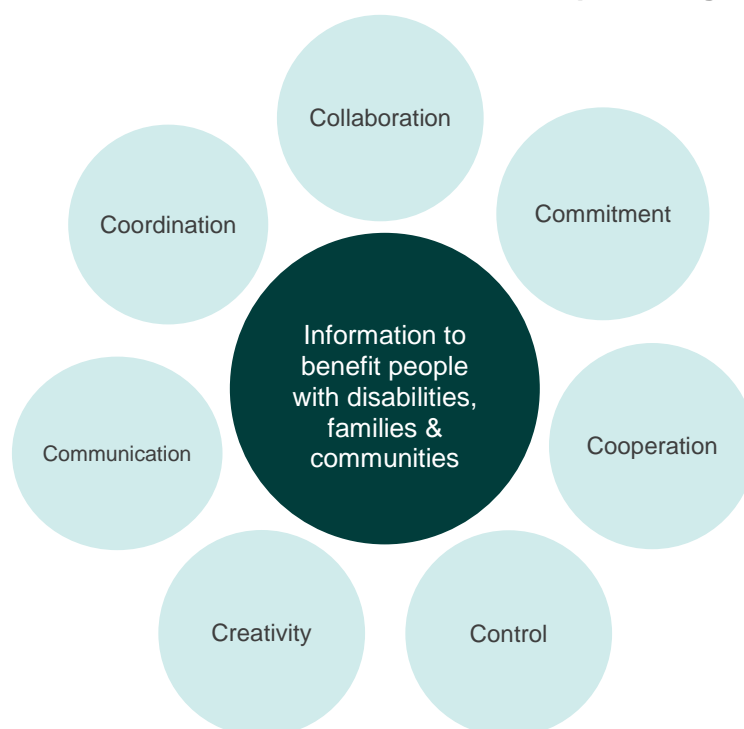 Collaboration
Commitment
Coordination
Information to
benefit people
with disabilities,
families &
communities
Cooperation
Communication
Creativity
Control